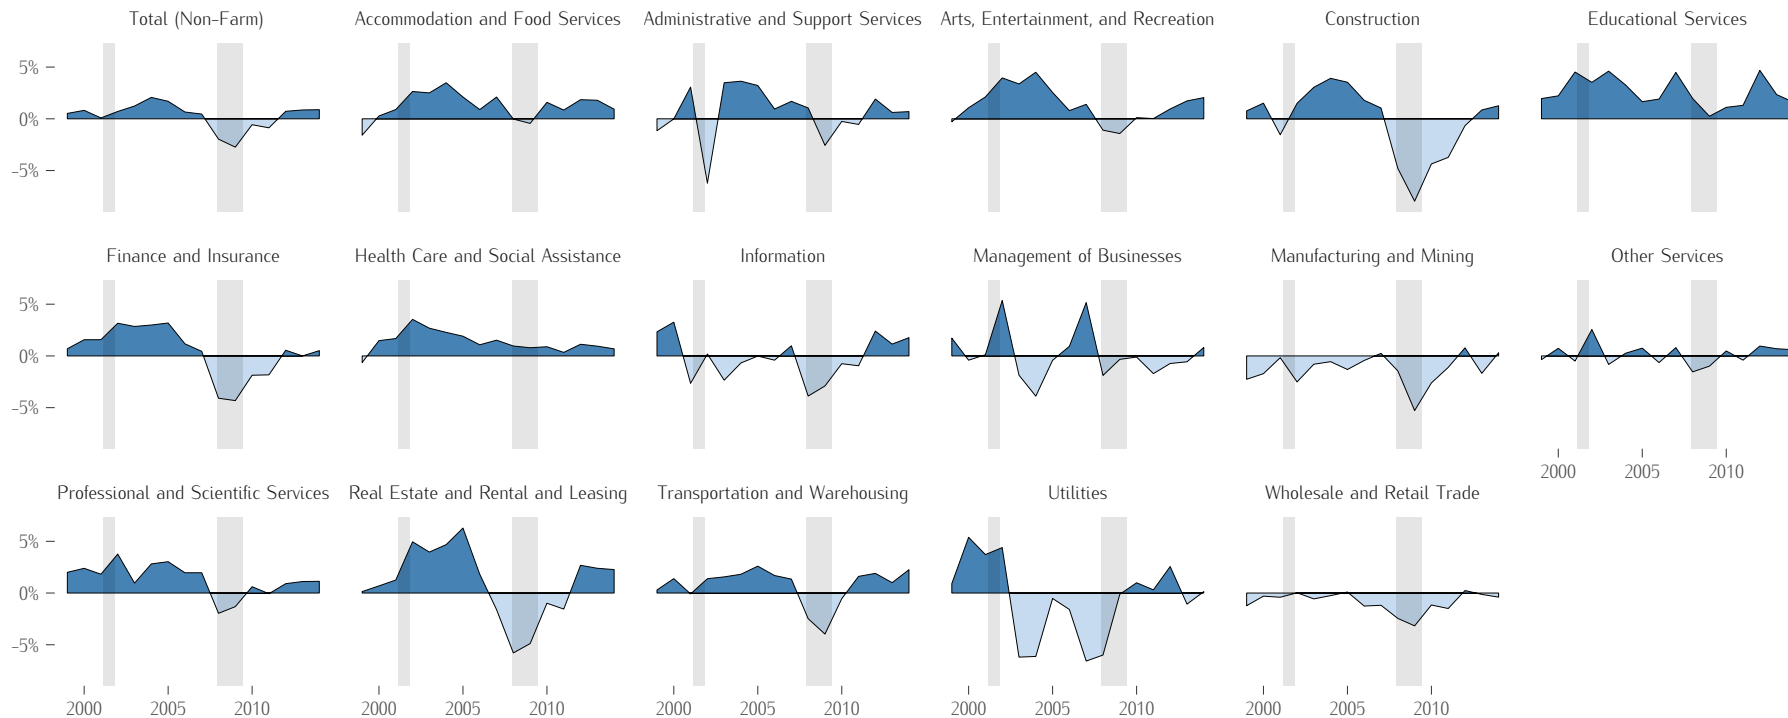 Total (Non-Farm)
Accommodation and Food Services
Administrative and Support Services
Arts, Entertainment, and Recreation
Construction
Educational Services
5%
0%
−5%
Finance and Insurance
Health Care and Social Assistance
Information
Management of Businesses
Manufacturing and Mining
Other Services
5%
0%
−5%
2000 2005 2010
Professional and Scientific Services
Real Estate and Rental and Leasing
Transportation and Warehousing
Utilities
Wholesale and Retail Trade
5%
0%
−5%
2000 2005 2010
2000 2005 2010
2000 2005 2010
2000 2005 2010
2000 2005 2010